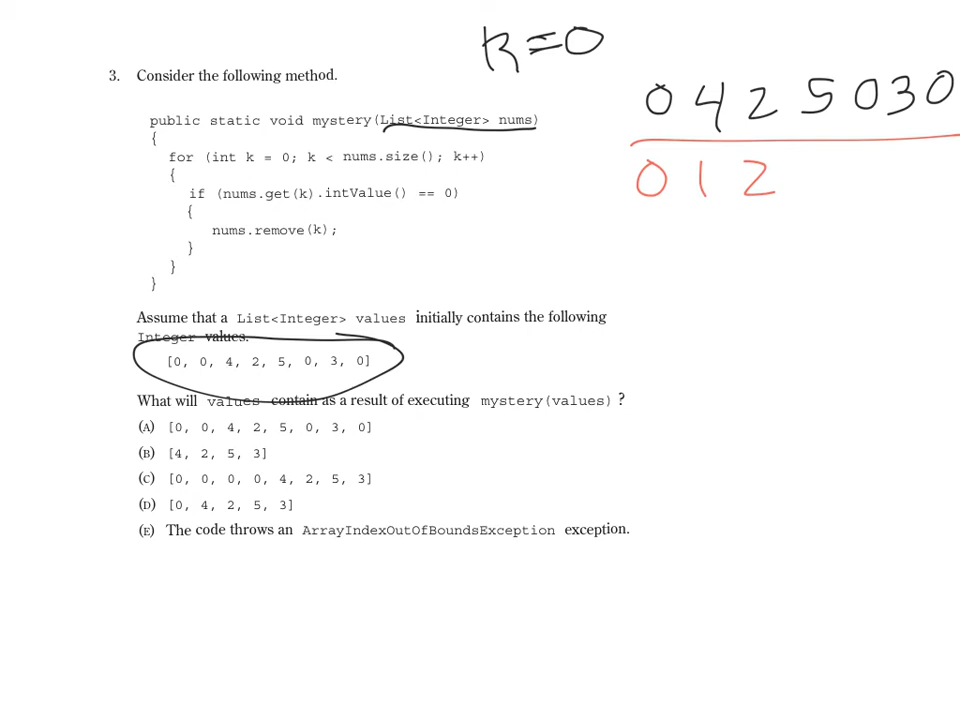 k=0
3. Consider the following method.
0 4 2 5 0 3 0
public static void mystery(List<Integer> nums)
{
for (int k = 0; k < nums.size(); k++)
{
0 1 2
if (nums.get(k).intValue() == 0)
{
nums.remove(k);
}
}
}
Assume that a List<Integer> values initially contains the following
Integer values.
[0, 0, 4, 2, 5, 0, 3, 0]
What will values contain as a result of executing mystery(values) ?
(A) [0, 0, 4, 2, 5, 0, 3, 0]
(B) [4, 2, 5, 3]
(C) [0, 0, 0, 0, 4, 2, 5, 3]
(D) [0, 4, 2, 5, 3]
(E) The code throws an ArrayIndexOutOfBoundsException exception.